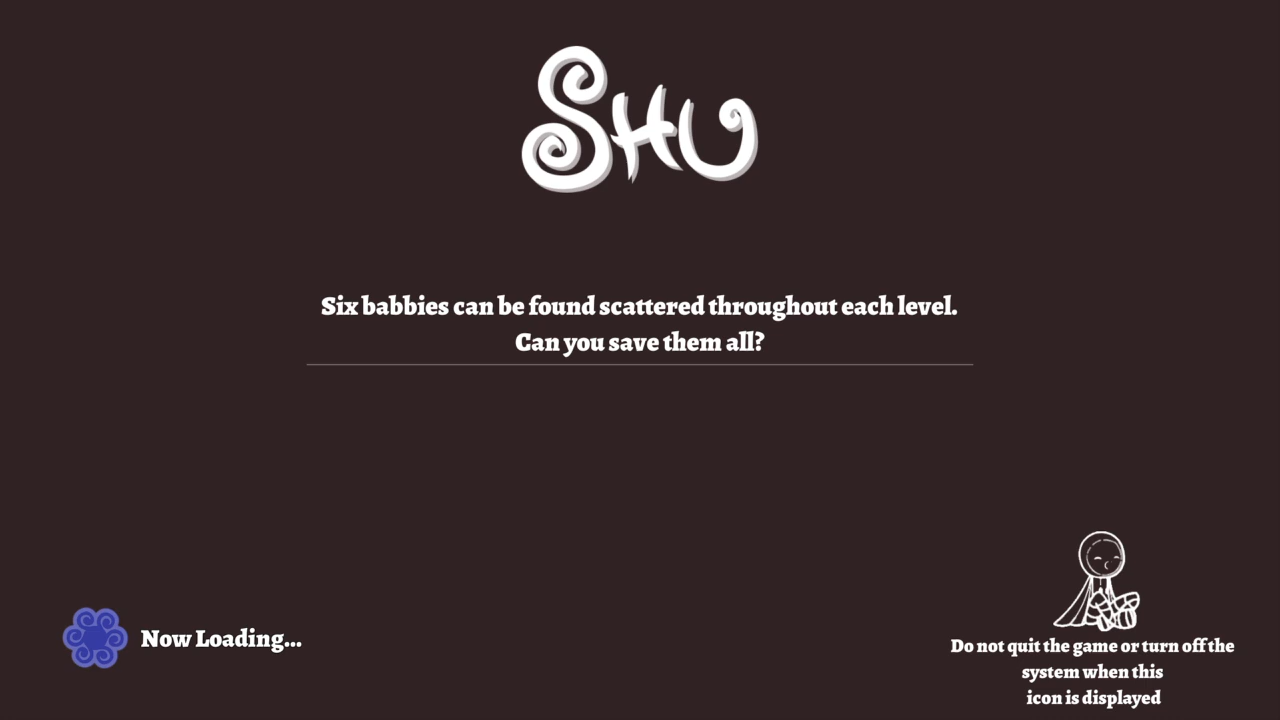 SHU
Six babbies can be found scattered throughout each level.
Can you save them all?
Now Loading...
Do not quit the game or turn off the
system when this
icon is displayed